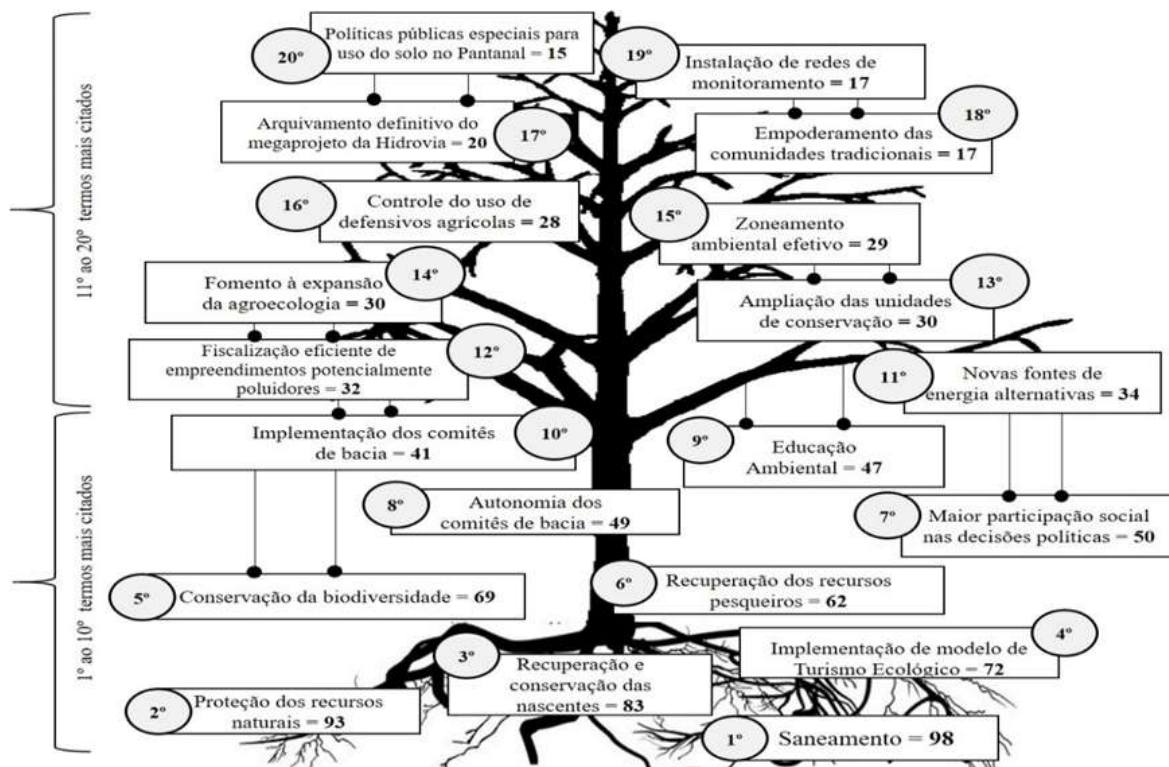 20º
Políticas públicas especiais para
uso do solo no Pantanal = 15
19º
Instalação de redes de
monitoramento = 17
Arquivamento definitivo do
megaprojeto da Hidrovia = 20
17º
18º
Empoderamento das
comunidades tradicionais = 17
16º
Controle do uso de
defensivos agrícolas = 28
15º
Zoneamento
ambiental efetivo = 29
11º ao 20º termos mais citados
Fomento à expansão
da agroecologia = 30
14º
13º
Ampliação das unidades
de conservação = 30
Fiscalização eficiente de
empreendimentos potencialmente
poluidores = 32
12º
11º
Novas fontes de
energia alternativas = 34
Implementação dos comitês
de bacia = 41
10º
9º
Educação
Ambiental = 47
8º
Autonomia dos
comitês de bacia = 49
7º
Maior participação social
nas decisões políticas = 50
1º ao 10º termos mais citados
5º
Conservação da biodiversidade = 69
6º
Recuperação dos recursos
pesqueiros = 62
4º
Implementação de modelo de
Turismo Ecológico = 72
3º
Recuperação e
conservação das
nascentes = 83
2º
Proteção dos recursos
naturais = 93
1º
Saneamento = 98